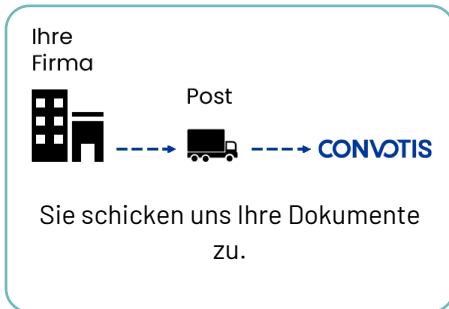 Ihre
Firma
Post
CONVOTIS
Sie schicken uns Ihre Dokumente
zu.